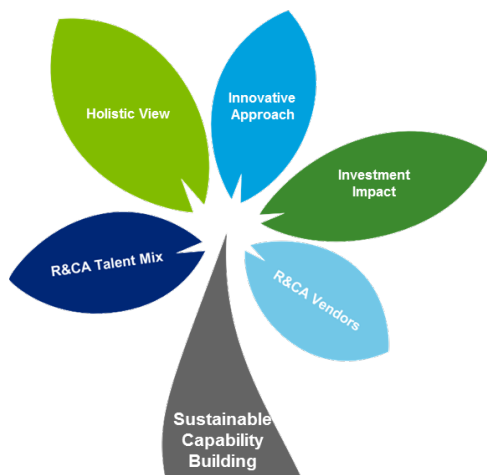 Holistic View
Innovative
Approach
Investment
Impact
R&CA Talent Mix
R&CA Vendors
Sustainable
Capability
Building